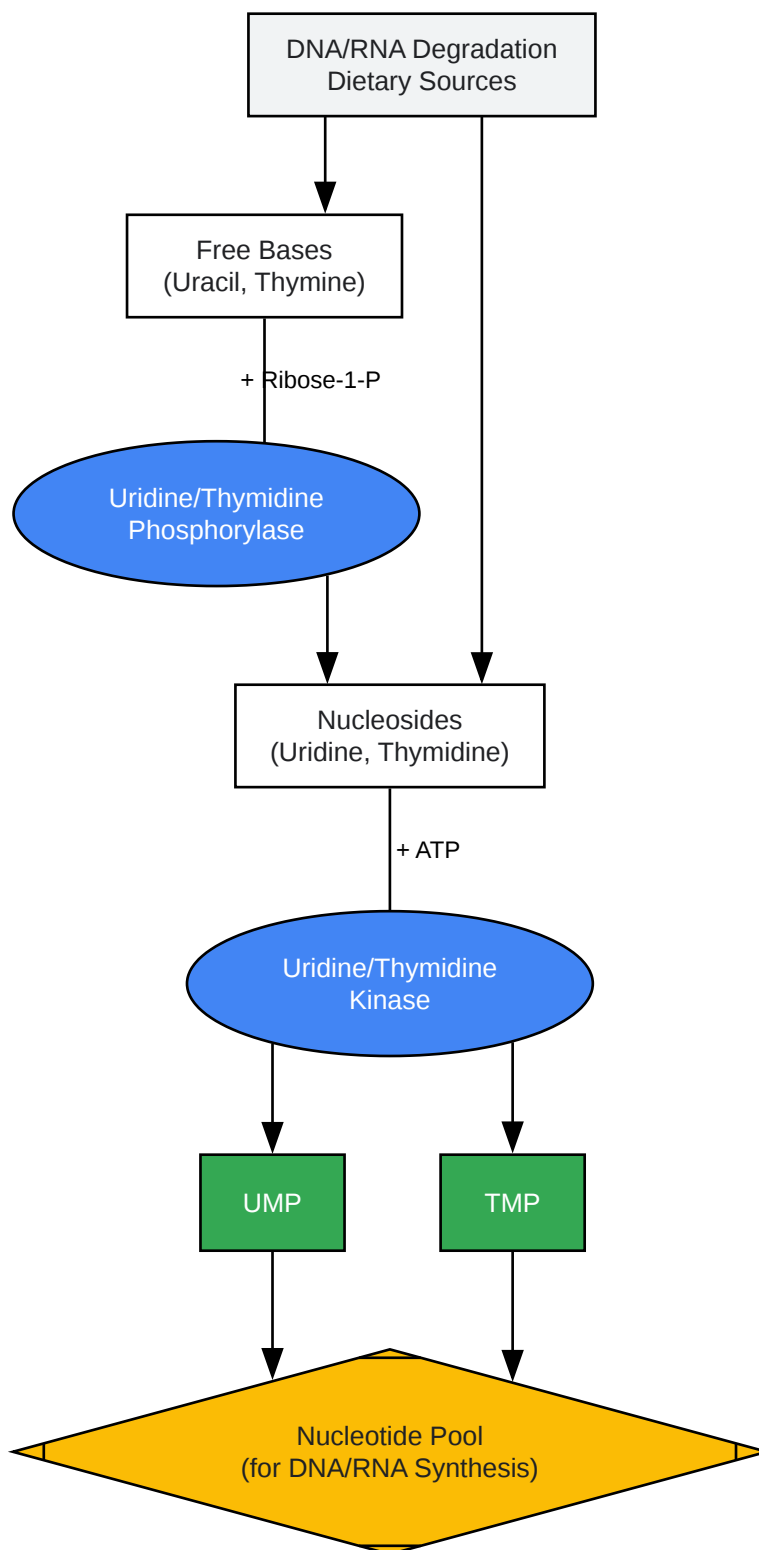 DNA/RNA Degradation
Dietary Sources
Free Bases
(Uracil, Thymine)
+ Ribose-1-P
Uridine/Thymidine
Phosphorylase
Nucleosides
(Uridine, Thymidine)
+ ATP
Uridine/Thymidine
Kinase
UMP
TMP
Nucleotide Pool
(for DNA/RNA Synthesis)